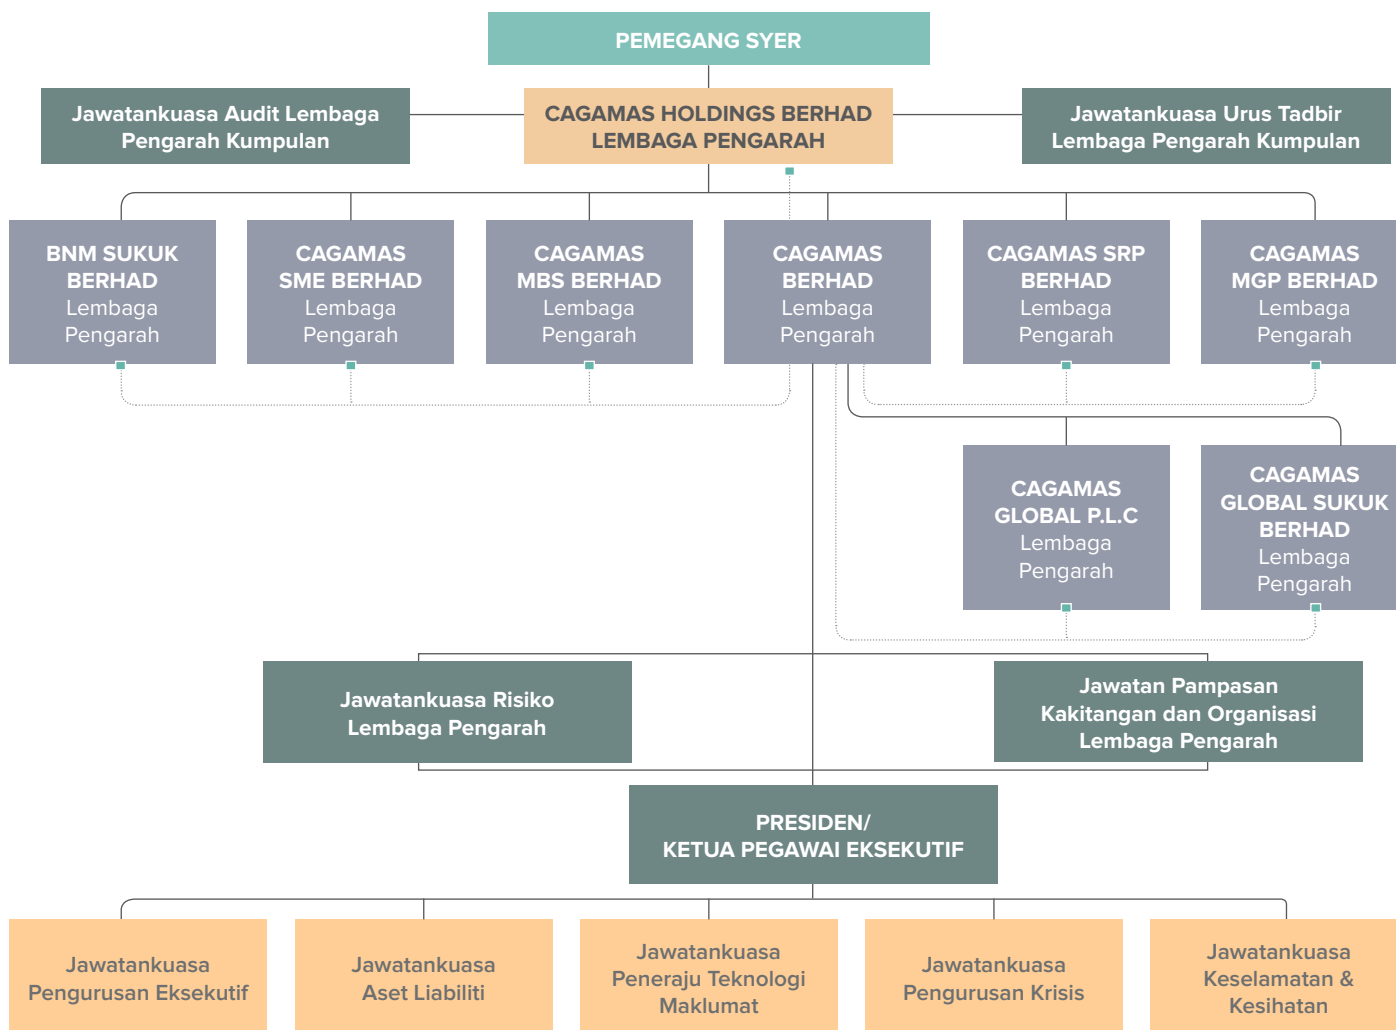 PEMEGANG SYER
Jawatankuasa Audit Lembaga
Pengarah Kumpulan
CAGAMAS HOLDINGS BERHAD
LEMBAGA PENGARAH
Jawatankuasa Urus Tadbir
Lembaga Pengarah Kumpulan
BNM SUKUK
BERHAD
Lembaga
Pengarah
CAGAMAS
SME BERHAD
Lembaga
Pengarah
CAGAMAS
MBS BERHAD
Lembaga
Pengarah
CAGAMAS
BERHAD
Lembaga
Pengarah
CAGAMAS SRP
BERHAD
Lembaga
Pengarah
CAGAMAS
MGP BERHAD
Lembaga
Pengarah
CAGAMAS
GLOBAL P.L.C
Lembaga
Pengarah
CAGAMAS
GLOBAL SUKUK
BERHAD
Lembaga
Pengarah
Jawatankuasa Risiko
Lembaga Pengarah
Jawatan Pampasan
Kakitangan dan Organisasi
Lembaga Pengarah
PRESIDEN/
KETUA PEGAWAI EKSEKUTIF
Jawatankuasa
Pengurusan Eksekutif
Jawatankuasa
Aset Liabiliti
Jawatankuasa
Peneraju Teknologi
Maklumat
Jawatankuasa
Pengurusan Krisis
Jawatankuasa
Keselamatan &
Kesihatan